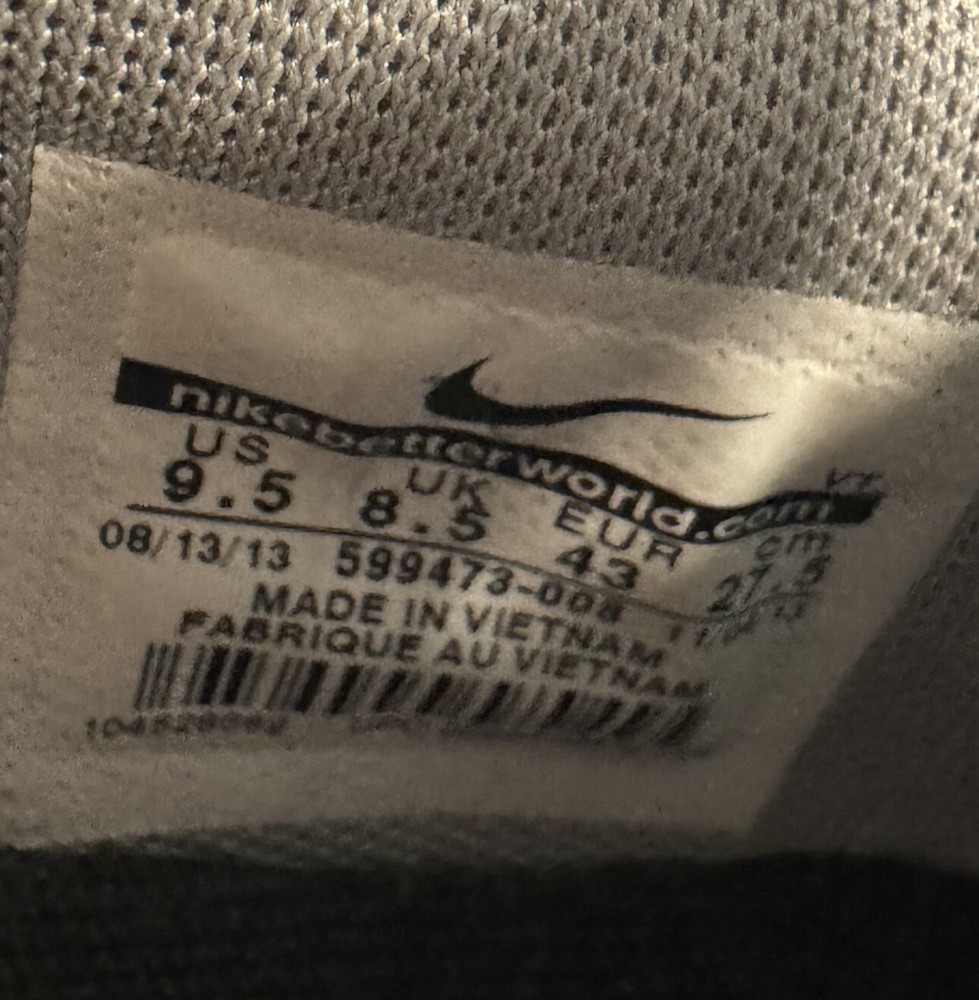 nikebetterworld.com
US UK EUR cm
9.5 8.5 43 27.5
08/13/13 599473-008
MADE IN VIETNAM
FABRIQUE AU VIETNAM